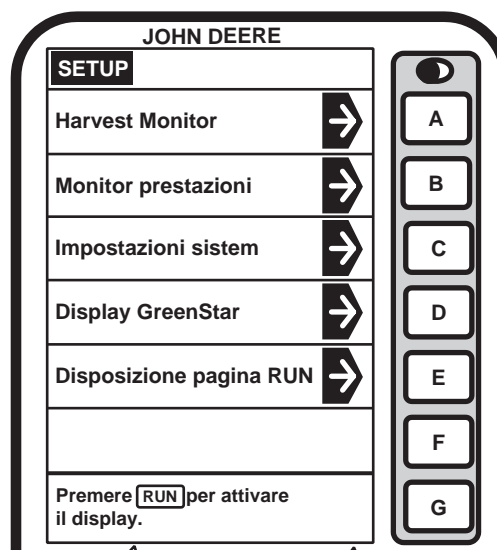 JOHN DEERE
SETUP
Harvest Monitor
A
Monitor prestazioni
B
Impostazioni sistem
C
Display GreenStar
D
Disposizione pagina RUN
E
F
Premere RUN per attivare
il display.
G